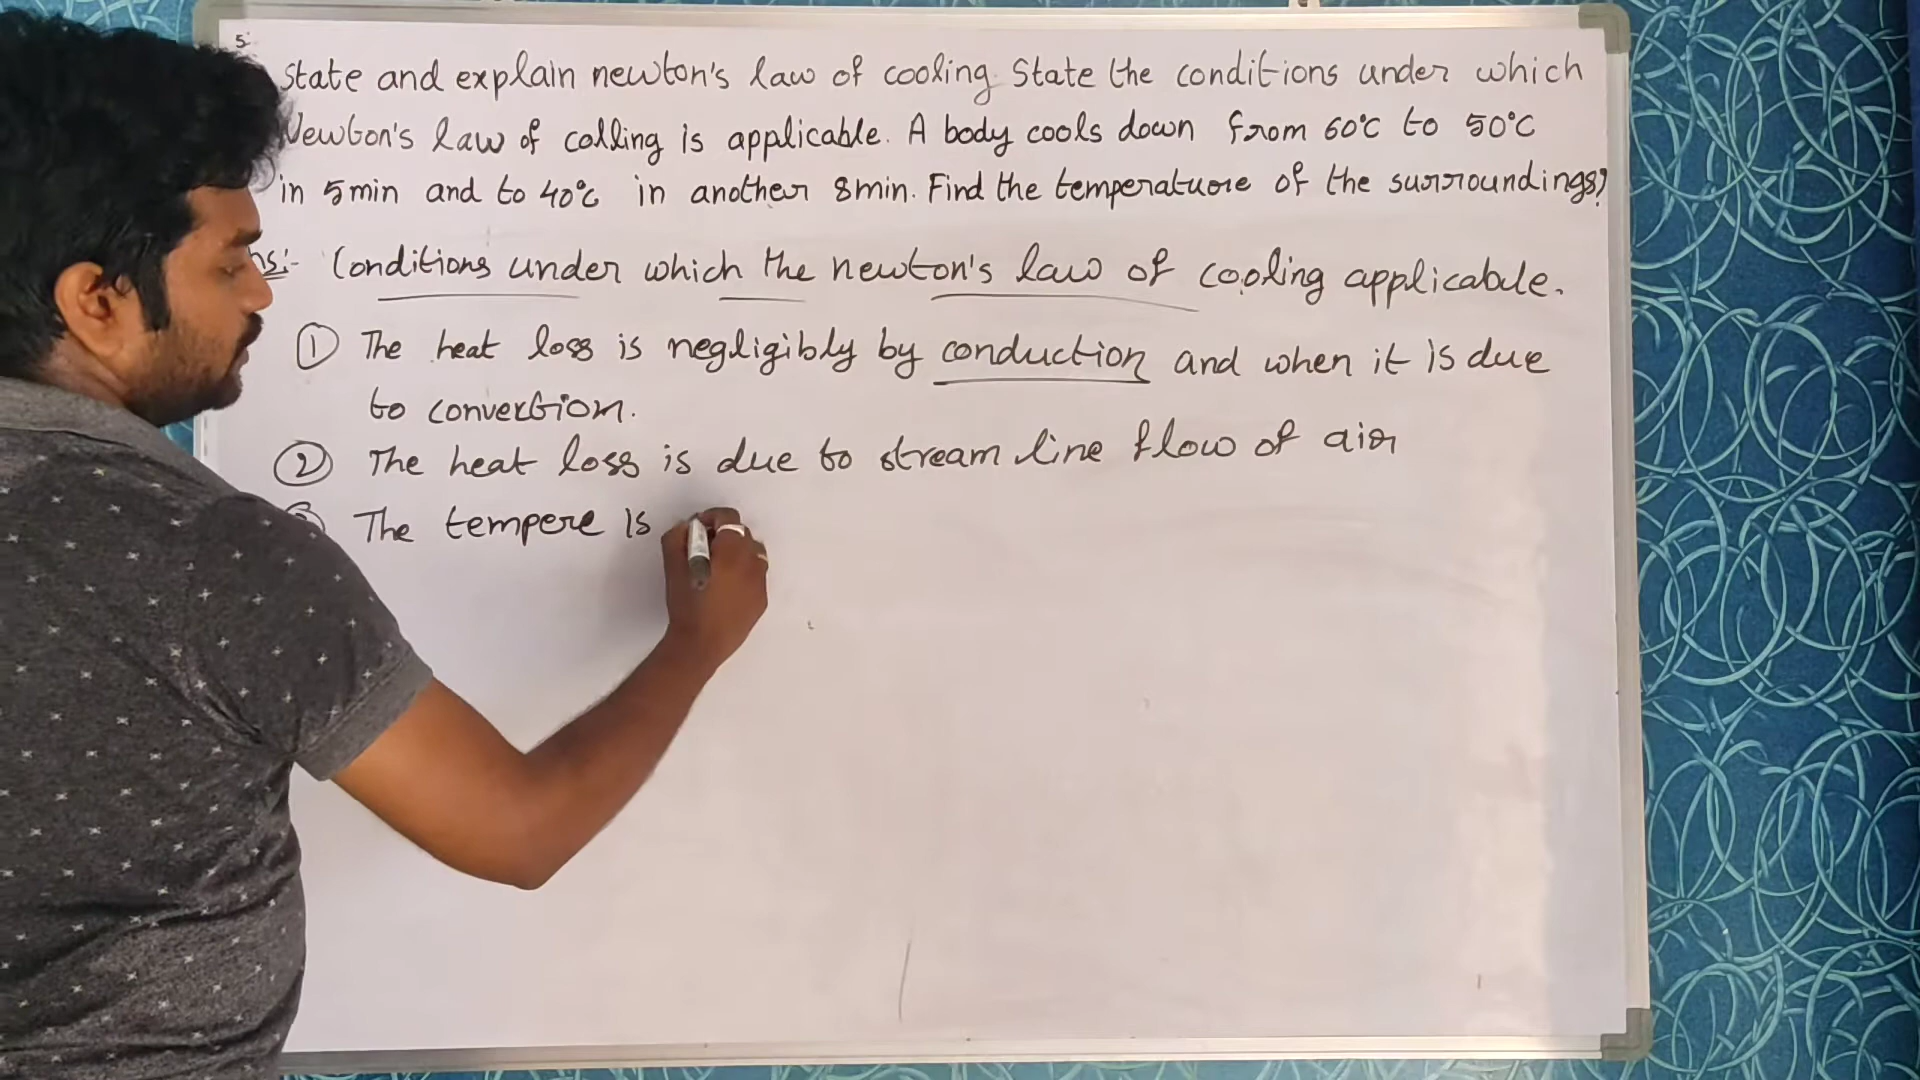 5.
State and explain newton's law of cooling. State the conditions under which
Newton's law of colling is applicable. A body cools down from 60°C to 50°C
in 5min and to 40°C in another 8min. Find the temperature of the surroundings?
ns:- Conditions under which the newton's law of cooling applicabule.
① The heat loss is negligibly by conduction and when it is due
to convection.
② The heat loss is due to stream line flow of air
③ The tempere is